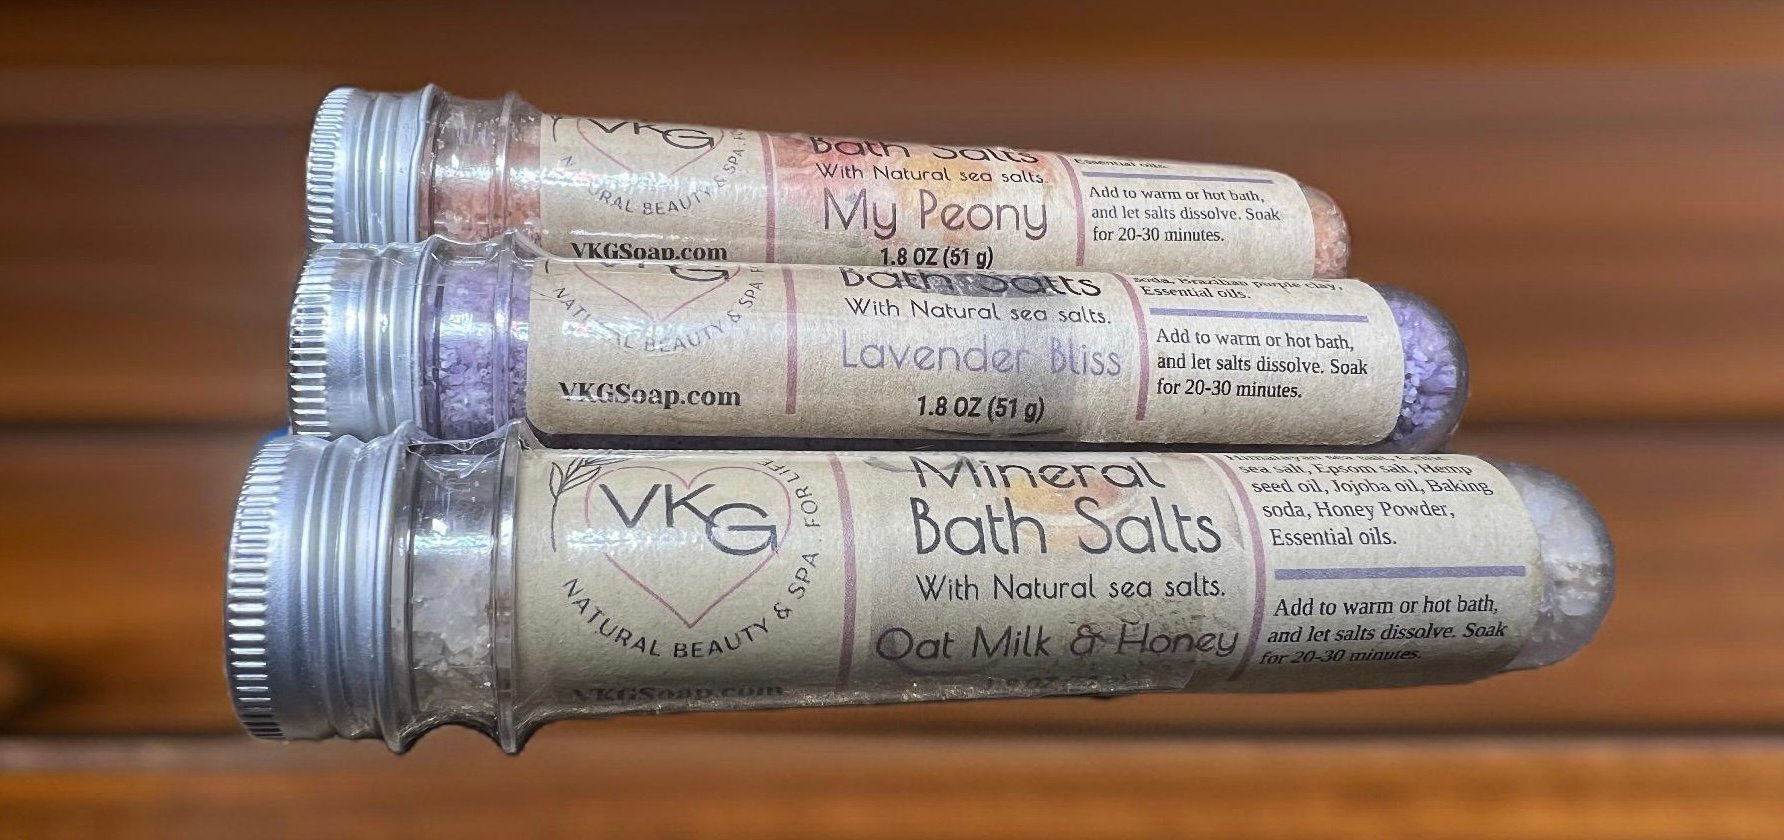 VKG
NATURAL BEAUTY & SPA
VKGSoap.com
Bath Salts
With Natural sea salts.
My Peony
1.8 OZ (51 g)
Essential oils.
Add to warm or hot bath,
and let salts dissolve. Soak
for 20-30 minutes.
G
NATURAL BEAUTY & SPA
VKGSoap.com
Bath Salts
With Natural sea salts.
Lavender Bliss
1.8 OZ (51 g)
soda, Brazilian purple clay,
Essential oils.
Add to warm or hot bath,
and let salts dissolve. Soak
for 20-30 minutes.
VKG
NATURAL BEAUTY & SPA . FOR LIFE
VKGSoap.com
Mineral
Bath Salts
With Natural sea salts.
Oat Milk & Honey
sea salt, Epsom salt, Hemp
seed oil, Jojoba oil, Baking
soda, Honey Powder,
Essential oils.
Add to warm or hot bath,
and let salts dissolve. Soak
for 20-30 minutes.